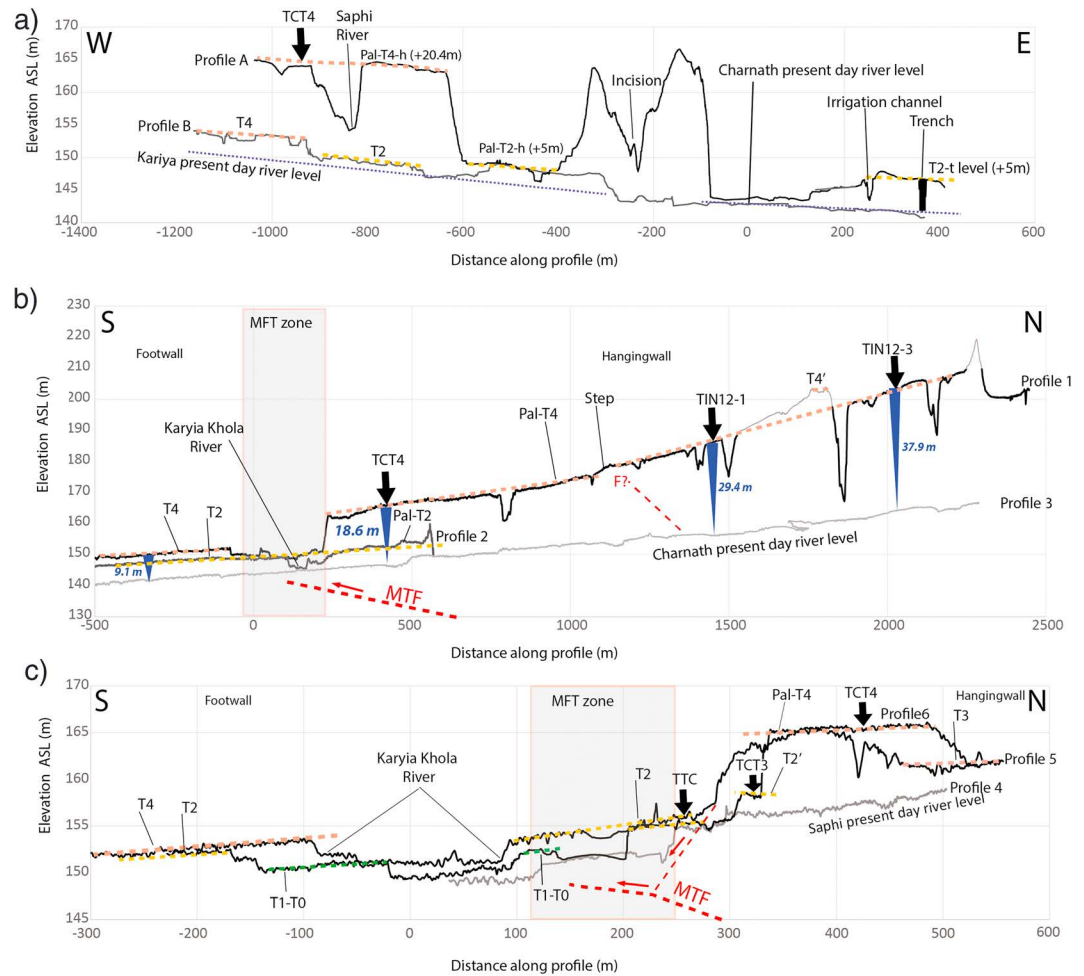 a)
170
165
160
155
150
145
140
Elevation ASL (m)
W
E
TCT4
Saphi
River
Profile A
Pal-T4-h (+20.4m)
Incision
Charnath present day river level
Irrigation channel
Trench
Profile B
T4
T2
Pal-T2-h (+5m)
T2-t level (+5m)
Kariya present day river level
-1400
-1200
-1000
-800
-600
-400
-200
0
200
400
600
Distance along profile (m)
b)
230
220
210
200
190
180
170
160
150
140
130
Elevation ASL (m)
S
N
MFT zone
Footwall
Hangingwall
TIN12-3
T4′
Profile 1
Step
TIN12-1
Pal-T4
Karyia Khola
River
TCT4
37.9 m
F?
29.4 m
T4
T2
18.6 m
Pal-T2
Profile 2
Profile 3
Charnath present day river level
9.1 m
MTF
-500
0
500
1000
1500
2000
2500
Distance along profile (m)
c)
170
165
160
155
150
145
Elevation ASL (m)
S
N
Footwall
MFT zone
Pal-T4
TCT4
Hangingwall
Profile6
T3
Karyia Khola
River
T2
TTC
TCT3
T2′
Profile 5
Profile 4
T4
T2
Saphi present day river level
T1-T0
T1-T0
MTF
-300
-200
-100
0
100
200
300
400
500
600
Distance along profile (m)